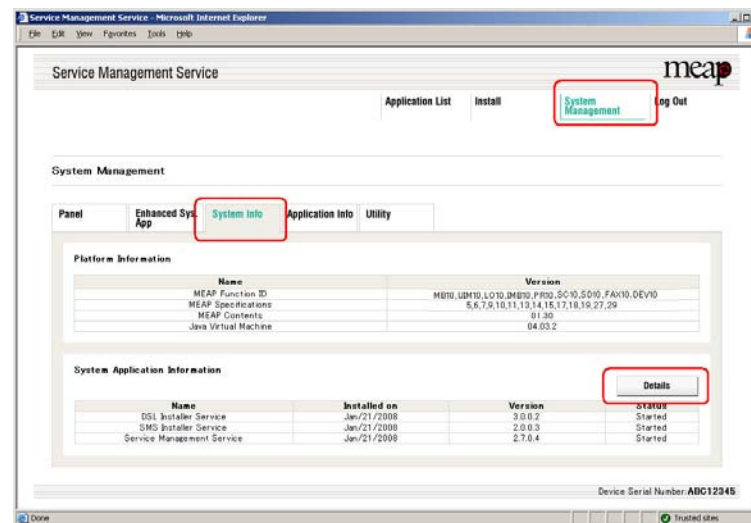 Service Management Service - Microsoft Internet Explorer
File Edit View Favorites Tools Help
Service Management Service
meap
Application List Install System Management Log Out
System Management
Panel Enhanced Sys. App System Info Application Info Utility
Platform Information
Name Version
MEAP Function ID MB10,UIM10,LO10,IMB10,PR10,SC10,SD10,FAX10,DEV10
MEAP Specifications 5,6,7,9,10,11,13,14,15,17,18,19,27,29
MEAP Contents 01.30
Java Virtual Machine 04.03.2
System Application Information
Details
Name Installed on Version Status
DSL Installer Service Jan/21/2008 3.0.0.2 Started
SMS Installer Service Jan/21/2008 2.0.0.3 Started
Service Management Service Jan/21/2008 2.7.0.4 Started
Device Serial Number:ABC12345
Done Trusted sites